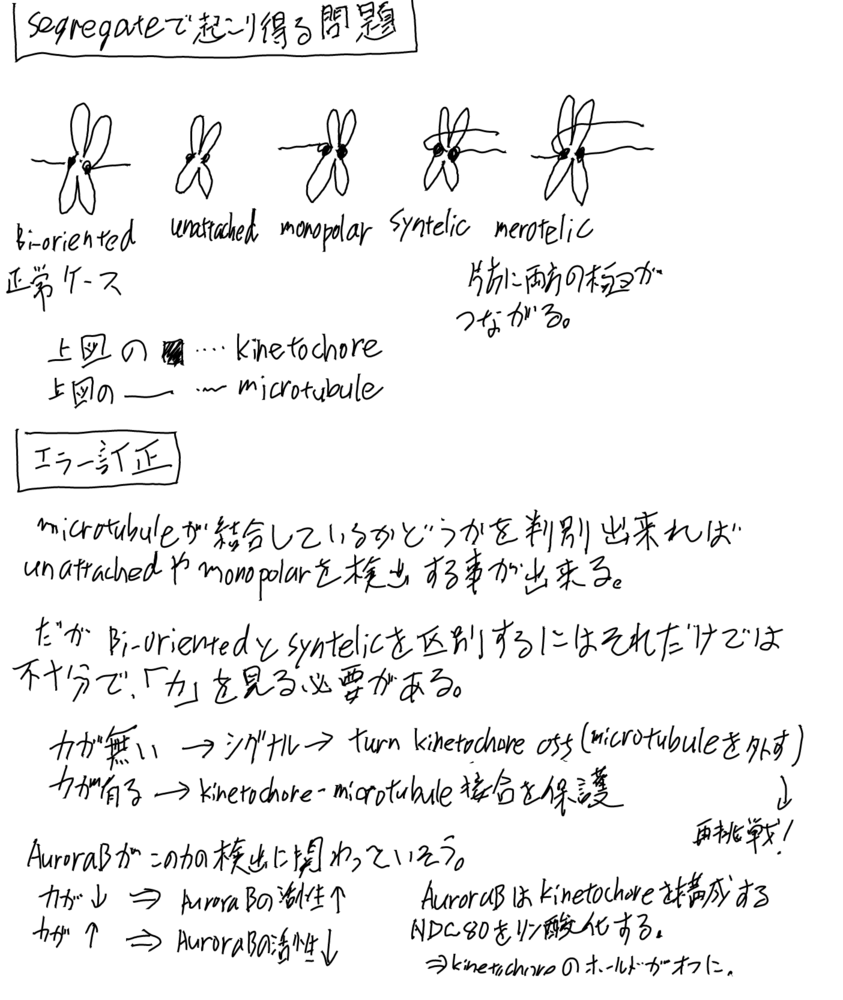 segregateで起こり得る問題
Bi-oriented unattached monopolar syntelic merotelic
正常ケース
片方に両方の極が
つながる。
上図の■‥‥kinetochore
上図の― ‥‥microtubule
エラー訂正
microtubuleが結合しているかどうかを判別出来れば
unattachedやmonopolarを検出する事が出来る。
だが Bi-orientedとsyntelicを区別するにはそれだけでは
不十分で、「力」を見る必要がある。
力が無い → シグナル → turn kinetochore off (microtubuleを外す)
力が有る → kinetochore-microtubule 接合を保護
↓
再挑戦!
AuroraBがこの力の検出に関わっていそう。
力が↓ ⇒ AuroraBの活性↑
力が↑ ⇒ AuroraBの活性↓
AuroraBはkinetochoreを構成する
NDC80をリン酸化する。
⇒kinetochoreのホールドがオフに。